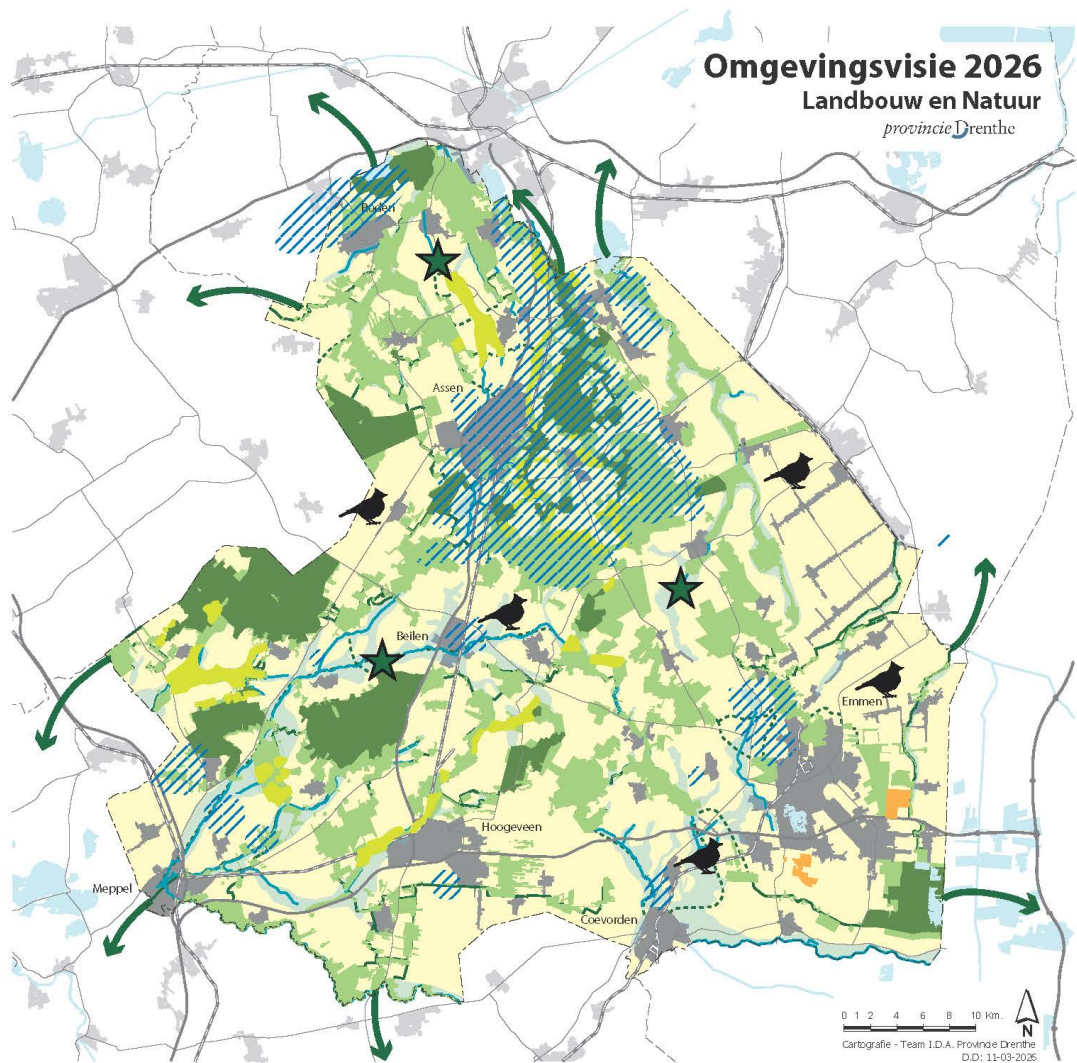 Omgevingsvisie 2026
Landbouw en Natuur
provincie Drenthe
Roden
Assen
Beilen
Emmen
Hoogeveen
Meppel
Coevorden
0 1 2 4 6 8 10 Km.
N
Cartografie - Team I.D.A. Provincie Drenthe
D.D: 11-03-2026